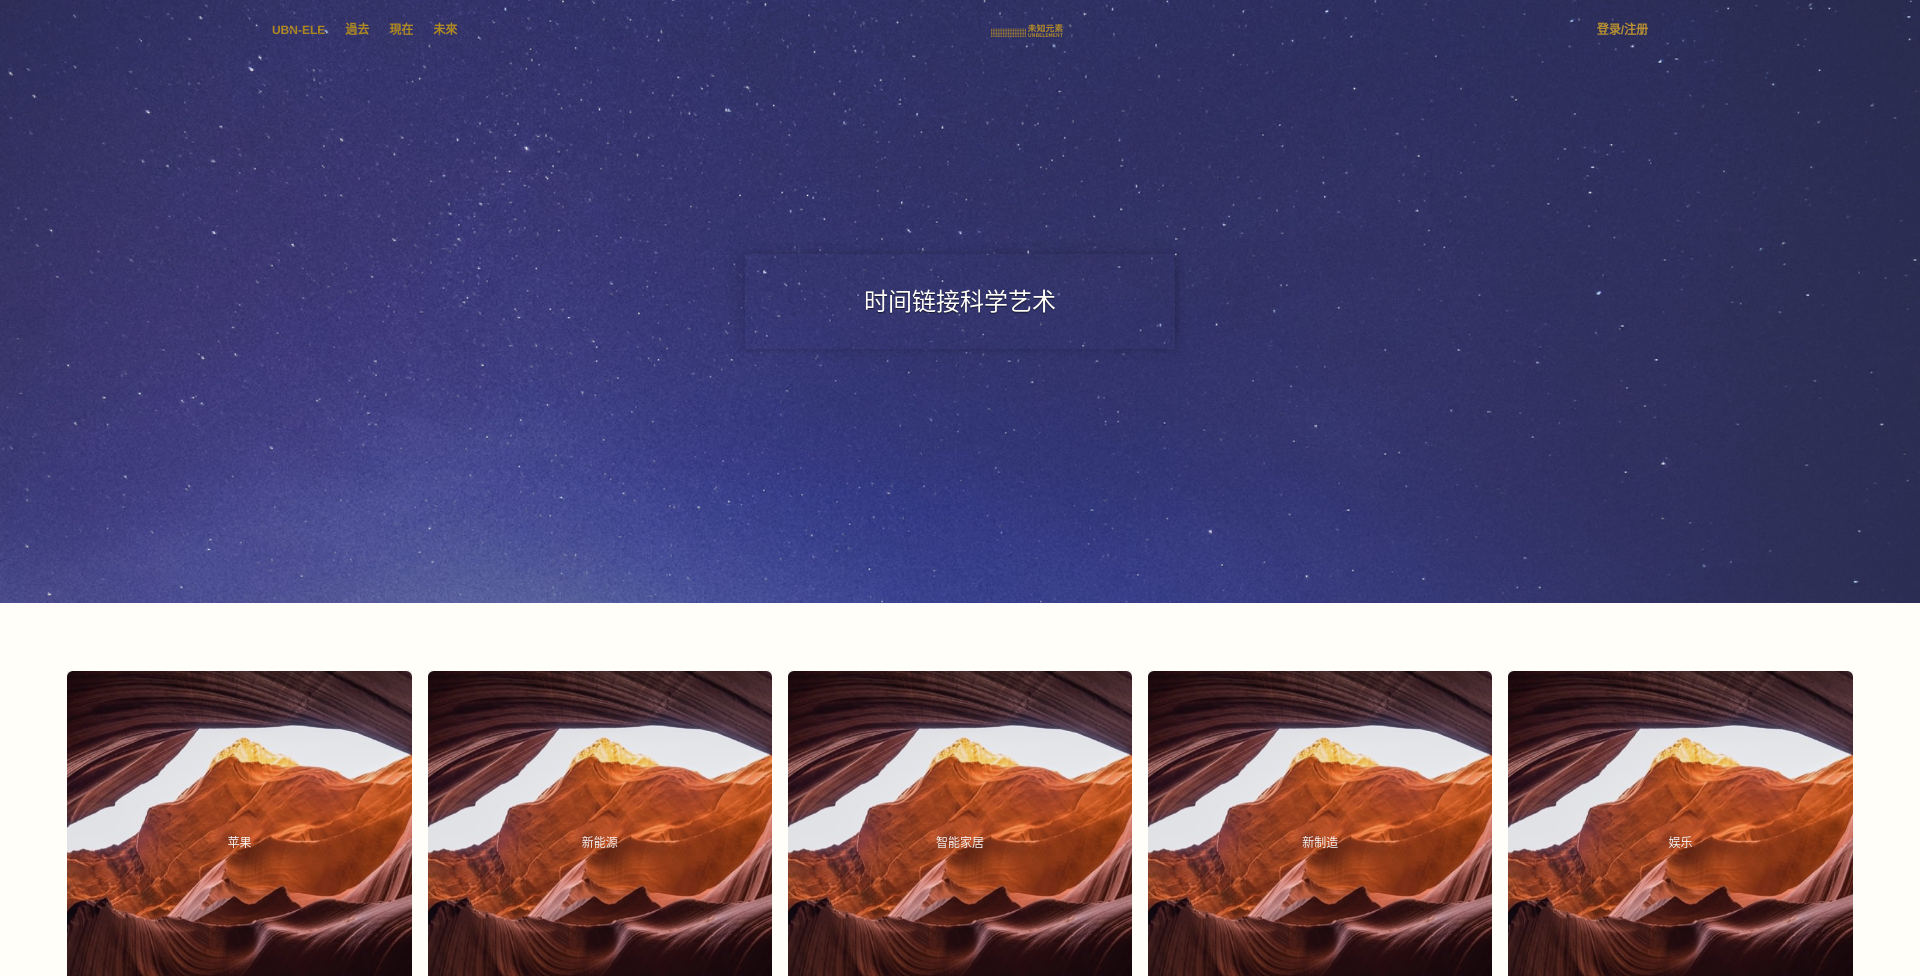 UBN-ELE 過去 現在 未來
未知元素
UNBELEMENT
登录/注册
时间链接科学艺术
苹果
新能源
智能家居
新制造
娱乐